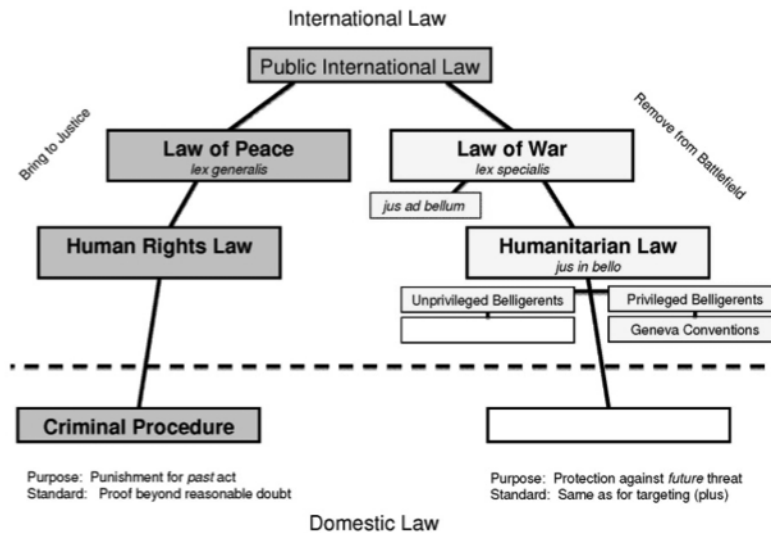 International Law
Public International Law
Bring to Justice
Remove from Battlefield
Law of Peace
lex generalis
Law of War
lex specialis
jus ad bellum
Human Rights Law
Humanitarian Law
jus in bello
Unprivileged Belligerents
Privileged Belligerents
Geneva Conventions
Criminal Procedure
Purpose: Punishment for past act
Standard: Proof beyond reasonable doubt
Purpose: Protection against future threat
Standard: Same as for targeting (plus)
Domestic Law